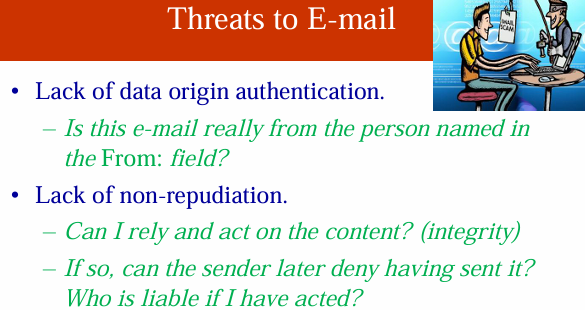 Threats to E-mail
EMAIL
SCAM
• Lack of data origin authentication.
– Is this e-mail really from the person named in
the From: field?
• Lack of non-repudiation.
– Can I rely and act on the content? (integrity)
– If so, can the sender later deny having sent it?
Who is liable if I have acted?